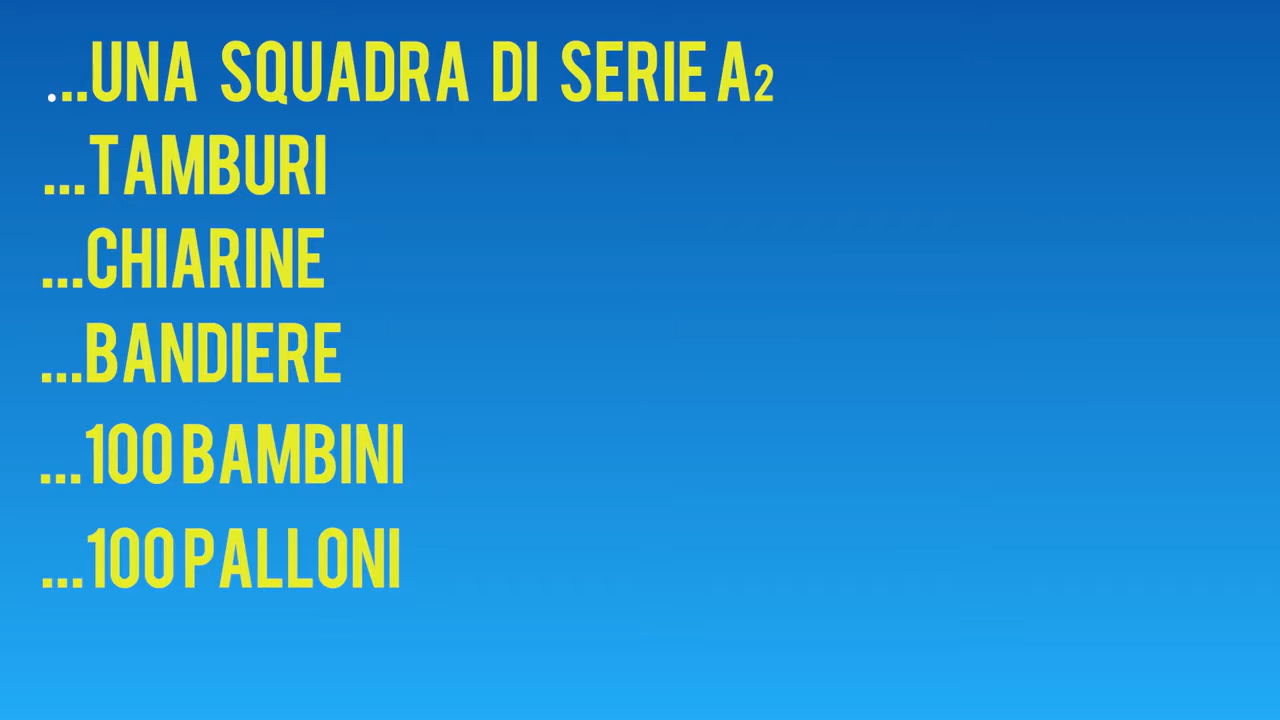 ...UNA SQUADRA DI SERIE A2
...TAMBURI
...CHIARINE
...BANDIERE
...100 BAMBINI
...100 PALLONI